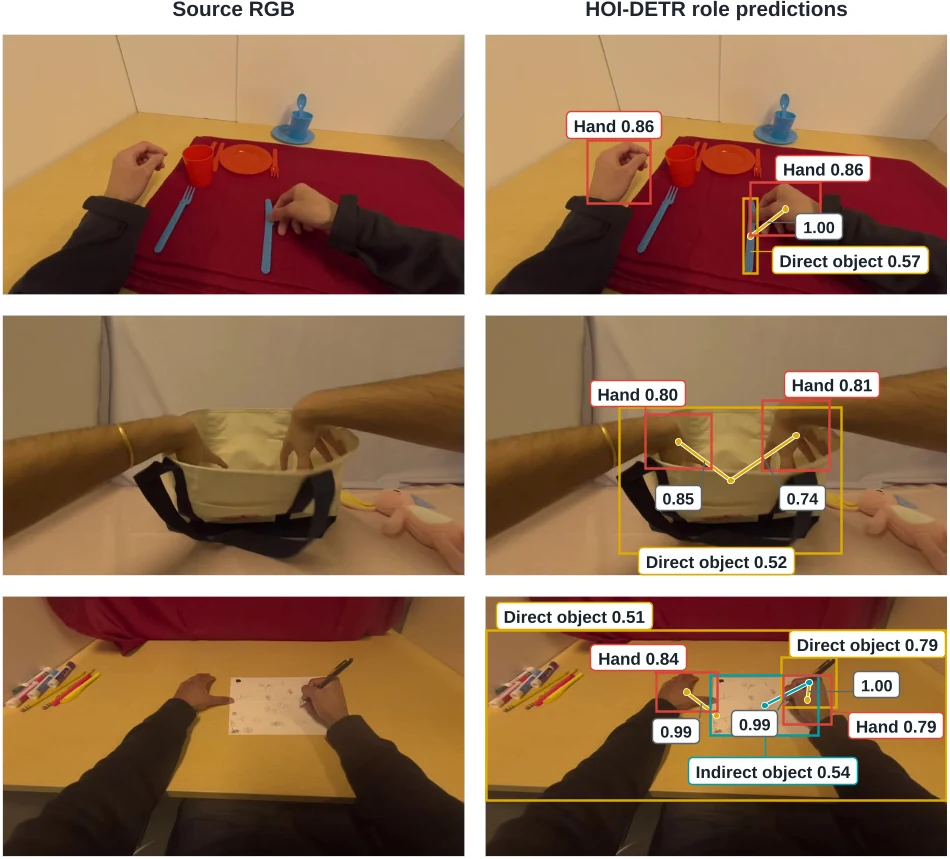 Source RGB
HOI-DETR role predictions
Hand 0.86
Hand 0.86
1.00
Direct object 0.57
Hand 0.80
Hand 0.81
0.85
0.74
Direct object 0.52
Direct object 0.51
Direct object 0.79
Hand 0.84
1.00
0.99
0.99
Hand 0.79
Indirect object 0.54